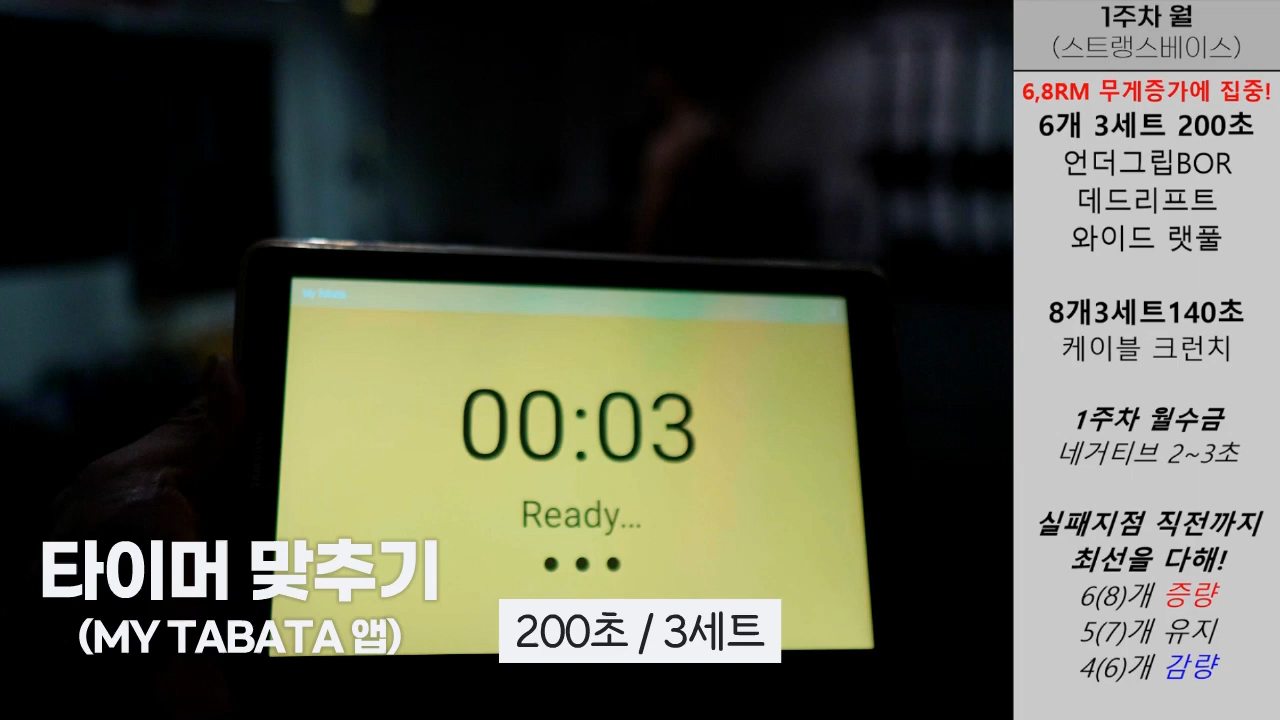 1주차 월
(스트랭스베이스)
6,8RM 무게증가에 집중!
6개 3세트 200초
언더그립BOR
데드리프트
와이드 랫풀
8개3세트140초
케이블 크런치
1주차 월수금
네거티브 2~3초
실패지점 직전까지
최선을 다해!
6(8)개 증량
5(7)개 유지
4(6)개 감량
My Tabata
00:03
Ready...
타이머 맞추기
(MY TABATA 앱)
200초 / 3세트